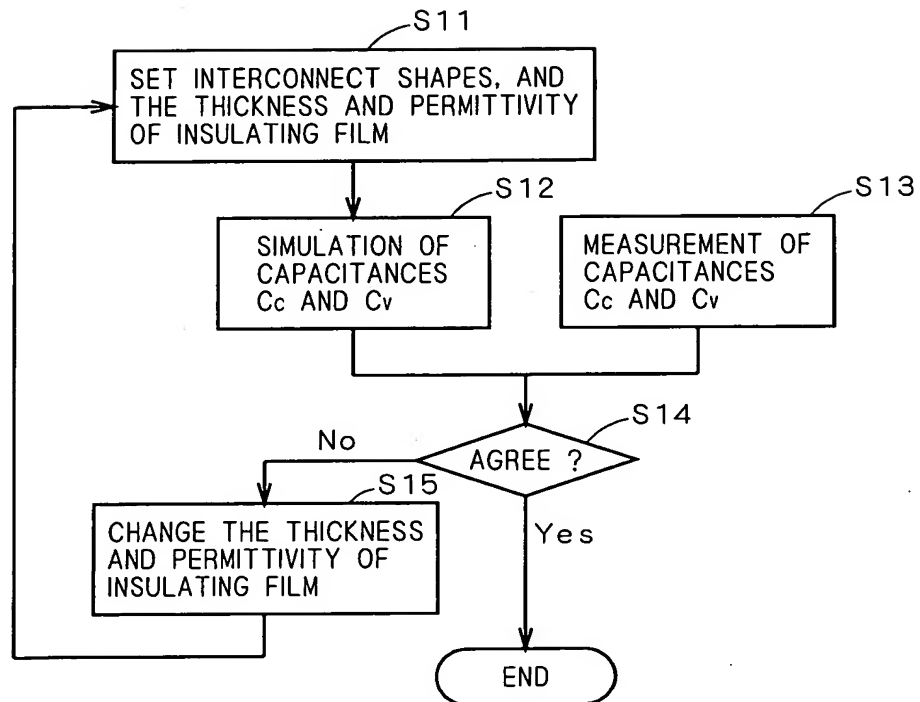 S11
SET INTERCONNECT SHAPES, AND
THE THICKNESS AND PERMITTIVITY
OF INSULATING FILM
S12
SIMULATION OF
CAPACITANCES
Cc AND Cv
S13
MEASUREMENT OF
CAPACITANCES
Cc AND Cv
S14
AGREE ?
No
S15
CHANGE THE THICKNESS
AND PERMITTIVITY OF
INSULATING FILM
Yes
END